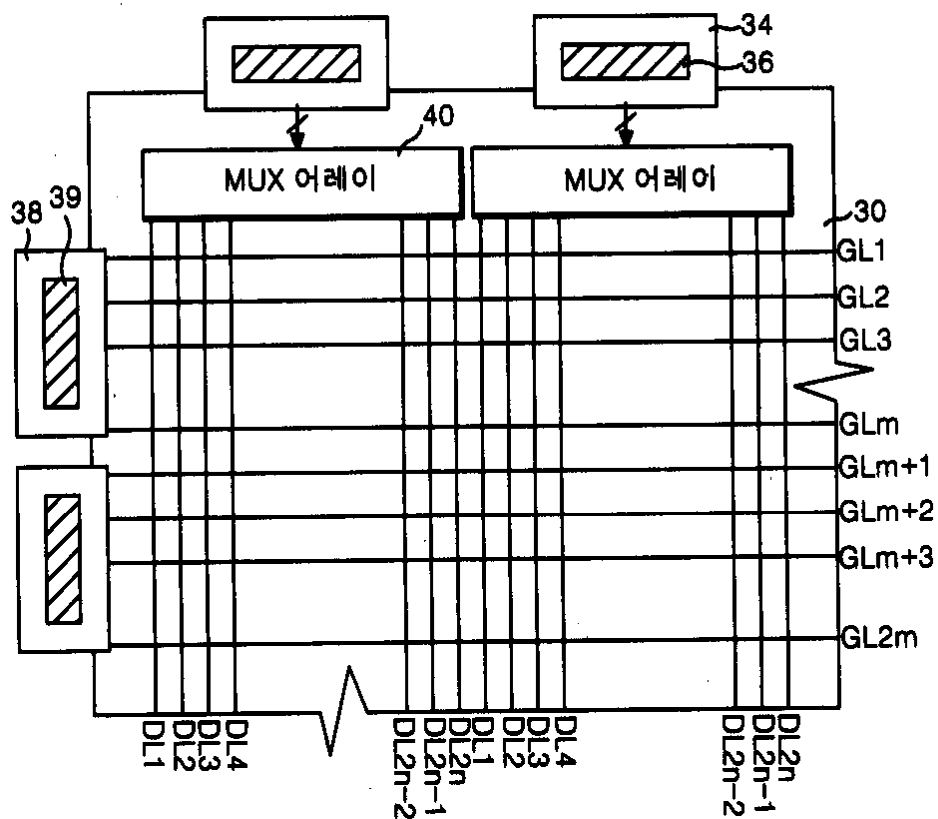 34
36
40
MUX 어레이
MUX 어레이
38
39
30
GL1
GL2
GL3
GLm
GLm+1
GLm+2
GLm+3
GL2m
DL1
DL2
DL3
DL4
DL2n-2
DL2n-1
DL2n
DL1
DL2
DL3
DL4
DL2n-2
DL2n-1
DL2n